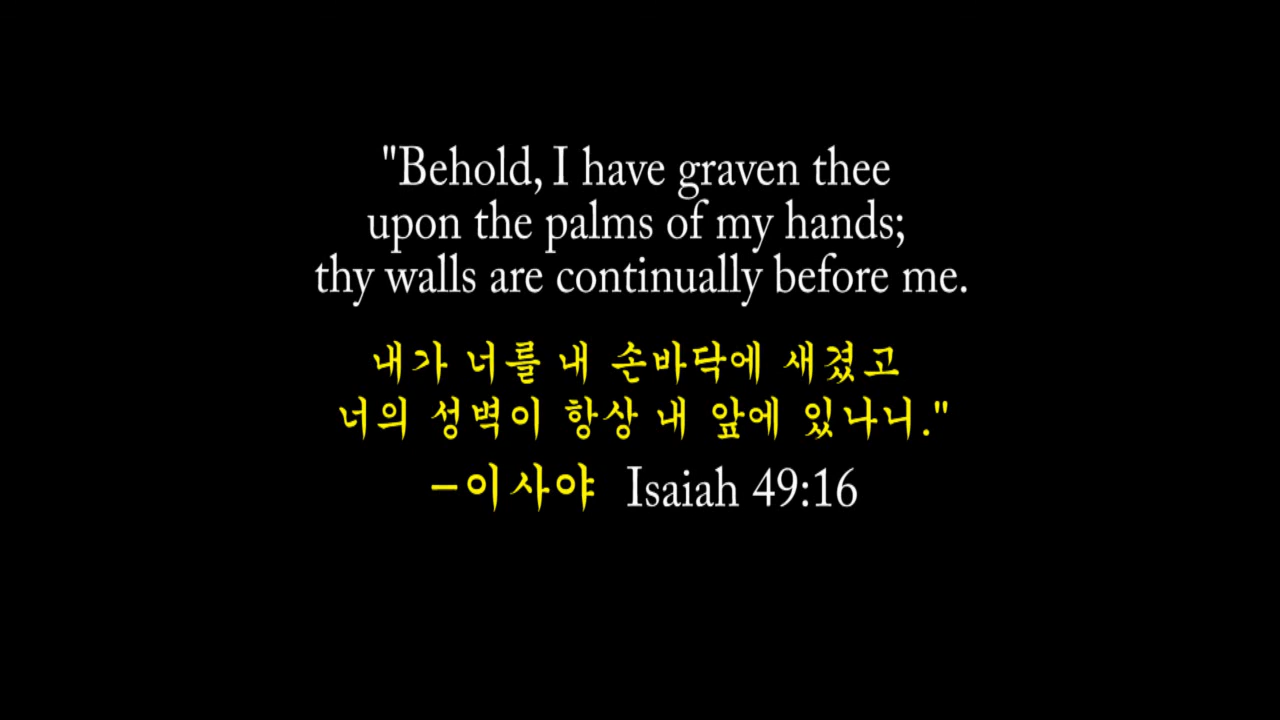 "Behold, I have graven thee
upon the palms of my hands;
thy walls are continually before me.
내가 너를 내 손바닥에 새겼고
너의 성벽이 항상 내 앞에 있나니."
-이사야 Isaiah 49:16